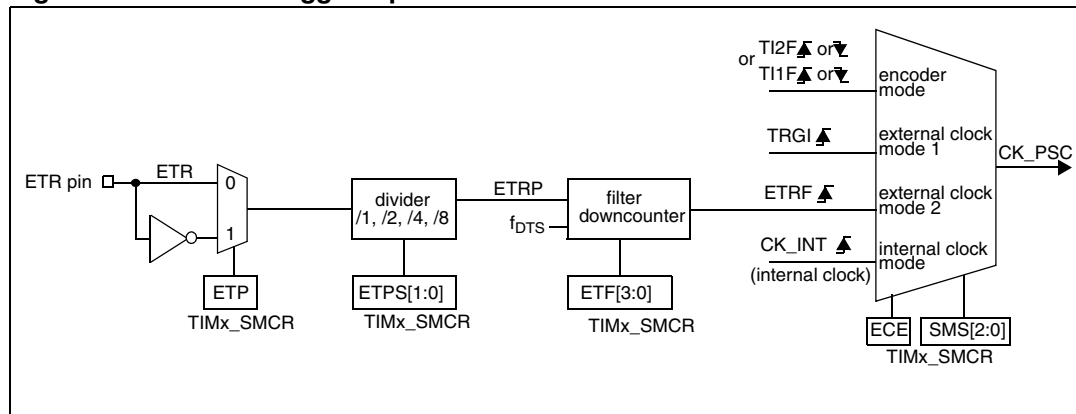 or TI2F or
TI1F or
encoder
mode
TRGI
external clock
mode 1
CK_PSC
ETR pin
ETR
0
1
divider
/1, /2, /4, /8
ETRP
fDTS
filter
downcounter
ETRF
external clock
mode 2
CK_INT
(internal clock)
internal clock
mode
ETP
TIMx_SMCR
ETPS[1:0]
TIMx_SMCR
ETF[3:0]
TIMx_SMCR
ECE
SMS[2:0]
TIMx_SMCR